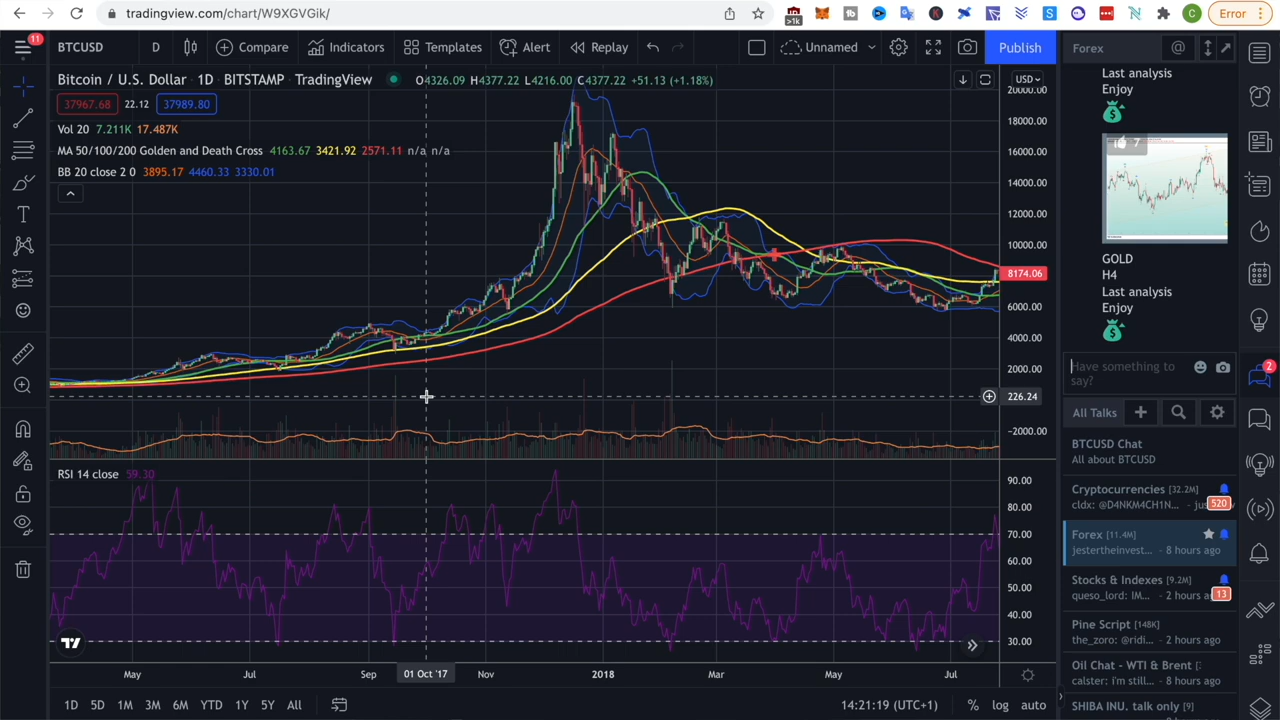 tradingview.com/chart/W9XGVGik/
>1k
Error
11
BTCUSD
D
Compare
Indicators
Templates
Alert
Replay
Unnamed
Publish
Bitcoin / U.S. Dollar · 1D · BITSTAMP · TradingView
O4326.09 H4377.22 L4216.00 C4377.22 +51.13 (+1.18%)
37967.68 22.12 37989.80
Vol 20 7.211K 17.487K
MA 50/100/200 Golden and Death Cross 4163.67 3421.92 2571.11 n/a n/a
BB 20 close 2 0 3895.17 4460.33 3330.01
USD
20000.00
18000.00
16000.00
14000.00
12000.00
10000.00
8174.06
6000.00
4000.00
2000.00
226.24
−2000.00
RSI 14 close 59.30
90.00
80.00
70.00
60.00
50.00
40.00
30.00
May
Jul
Sep
01 Oct '17
Nov
2018
Mar
May
Jul
1D 5D 1M 3M 6M YTD 1Y 5Y All
14:21:19 (UTC+1)
% log auto
Forex
Last analysis
Enjoy
7
GOLD
H4
Last analysis
Enjoy
Have something to
say?
2
All Talks
BTCUSD Chat
All about BTCUSD
Cryptocurrencies [32.2M]
cldx: @D4NKM4CH1N...
520
Forex [11.4M]
jestertheinvest... · 8 hours ago
Stocks & Indexes [9.2M]
queso_lord: IM... · 2 hours
13
Pine Script [148K]
the_zoro: @ridi... · 2 hours ago
Oil Chat - WTI & Brent
calster: i'm still... · 8 hours ago
SHIBA INU. talk only [9]